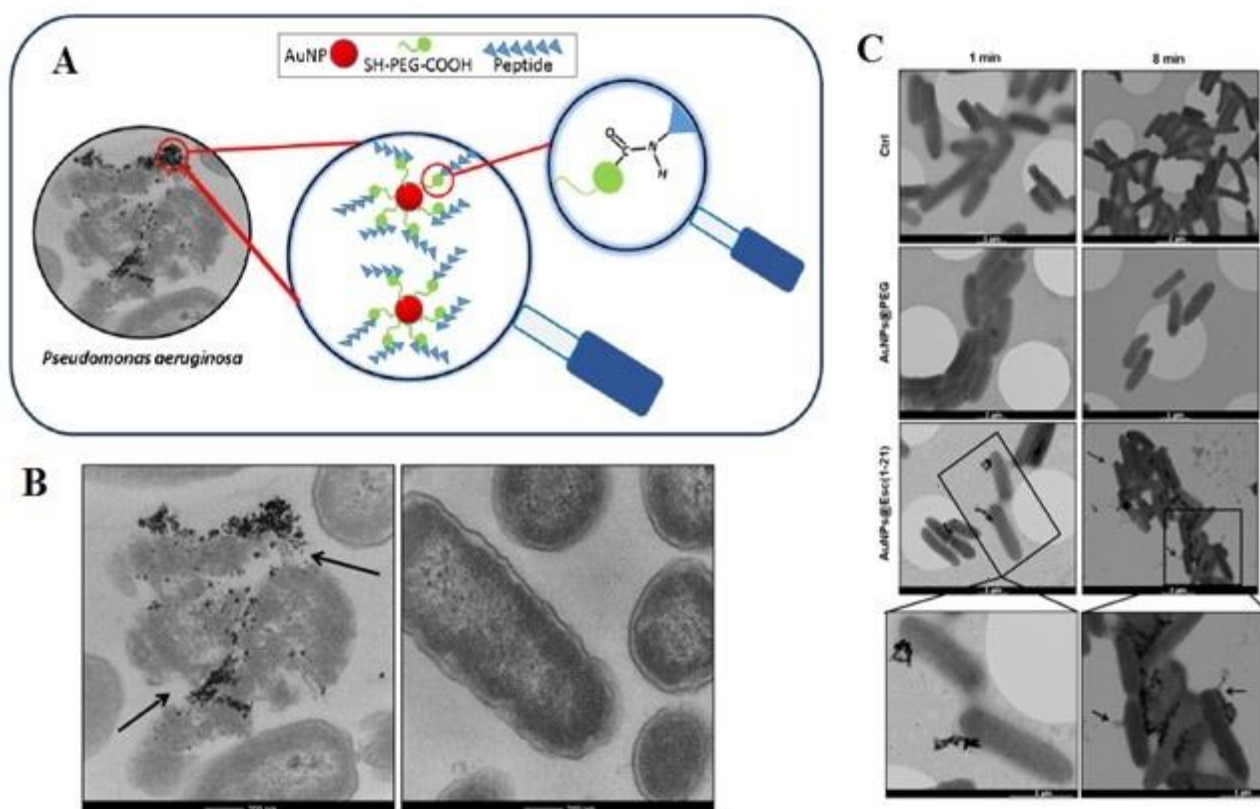 A
AuNP
SH-PEG-COOH
Peptide
O
C
N
H
Pseudomonas aeruginosa
B
C
1 min
8 min
Ctrl
AuNPs@PEG
AuNPs@Esc(1-21)